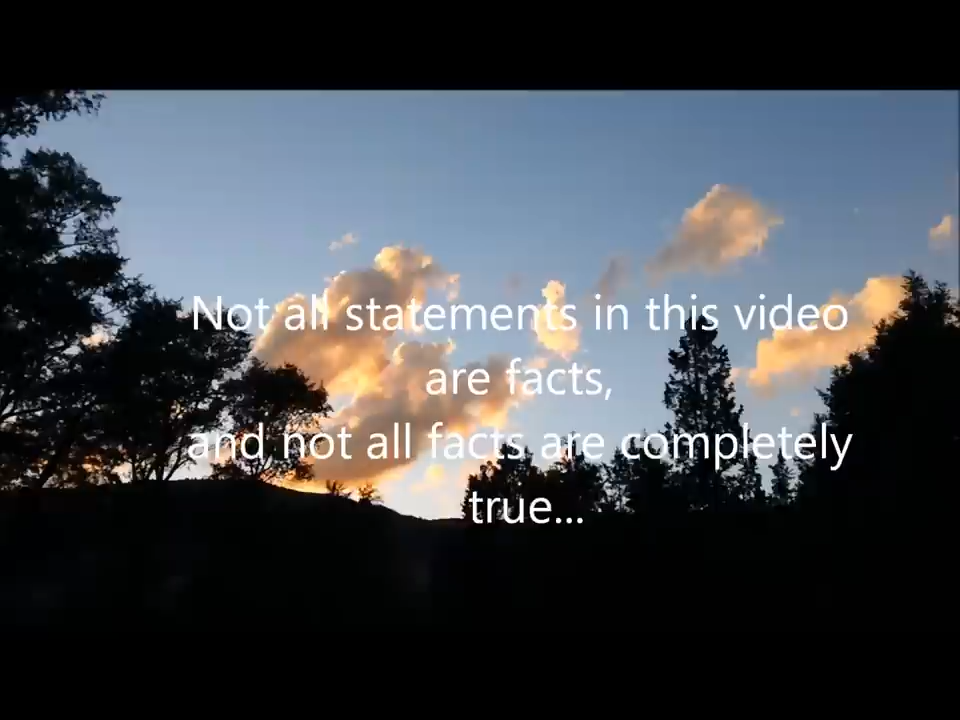 Not all statements in this video
are facts,
and not all facts are completely
true...